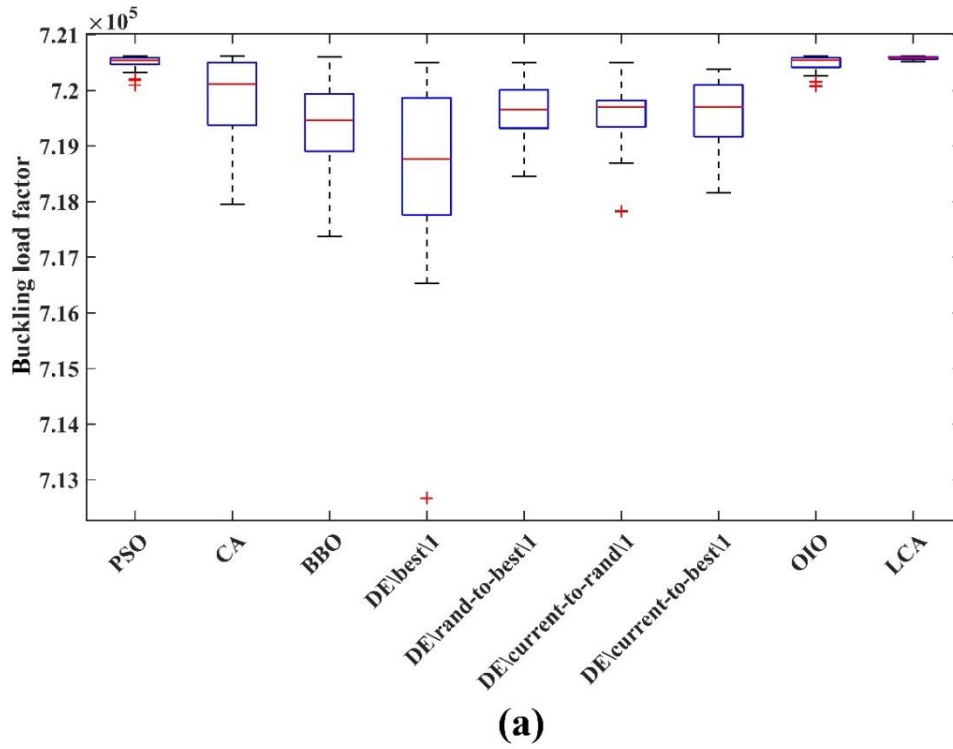 ×10⁵
7.21
7.2
7.19
7.18
7.17
7.16
7.15
7.14
7.13
Buckling load factor
PSO
CA
BBO
DE\best\1
DE\rand-to-best\1
DE\current-to-rand\1
DE\current-to-best\1
OIO
LCA
(a)